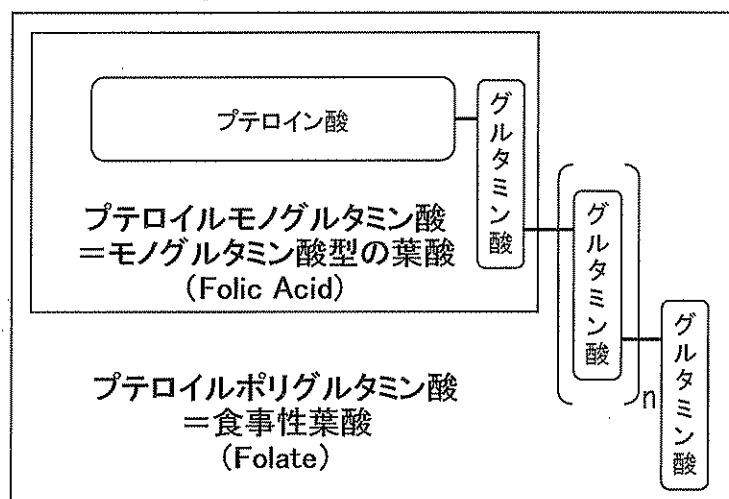 プテロイン酸
グルタミン酸
プテロイルモノグルタミン酸
=モノグルタミン酸型の葉酸
(Folic Acid)
グルタミン酸
n
グルタミン酸
プテロイルポリグルタミン酸
=食事性葉酸
(Folate)